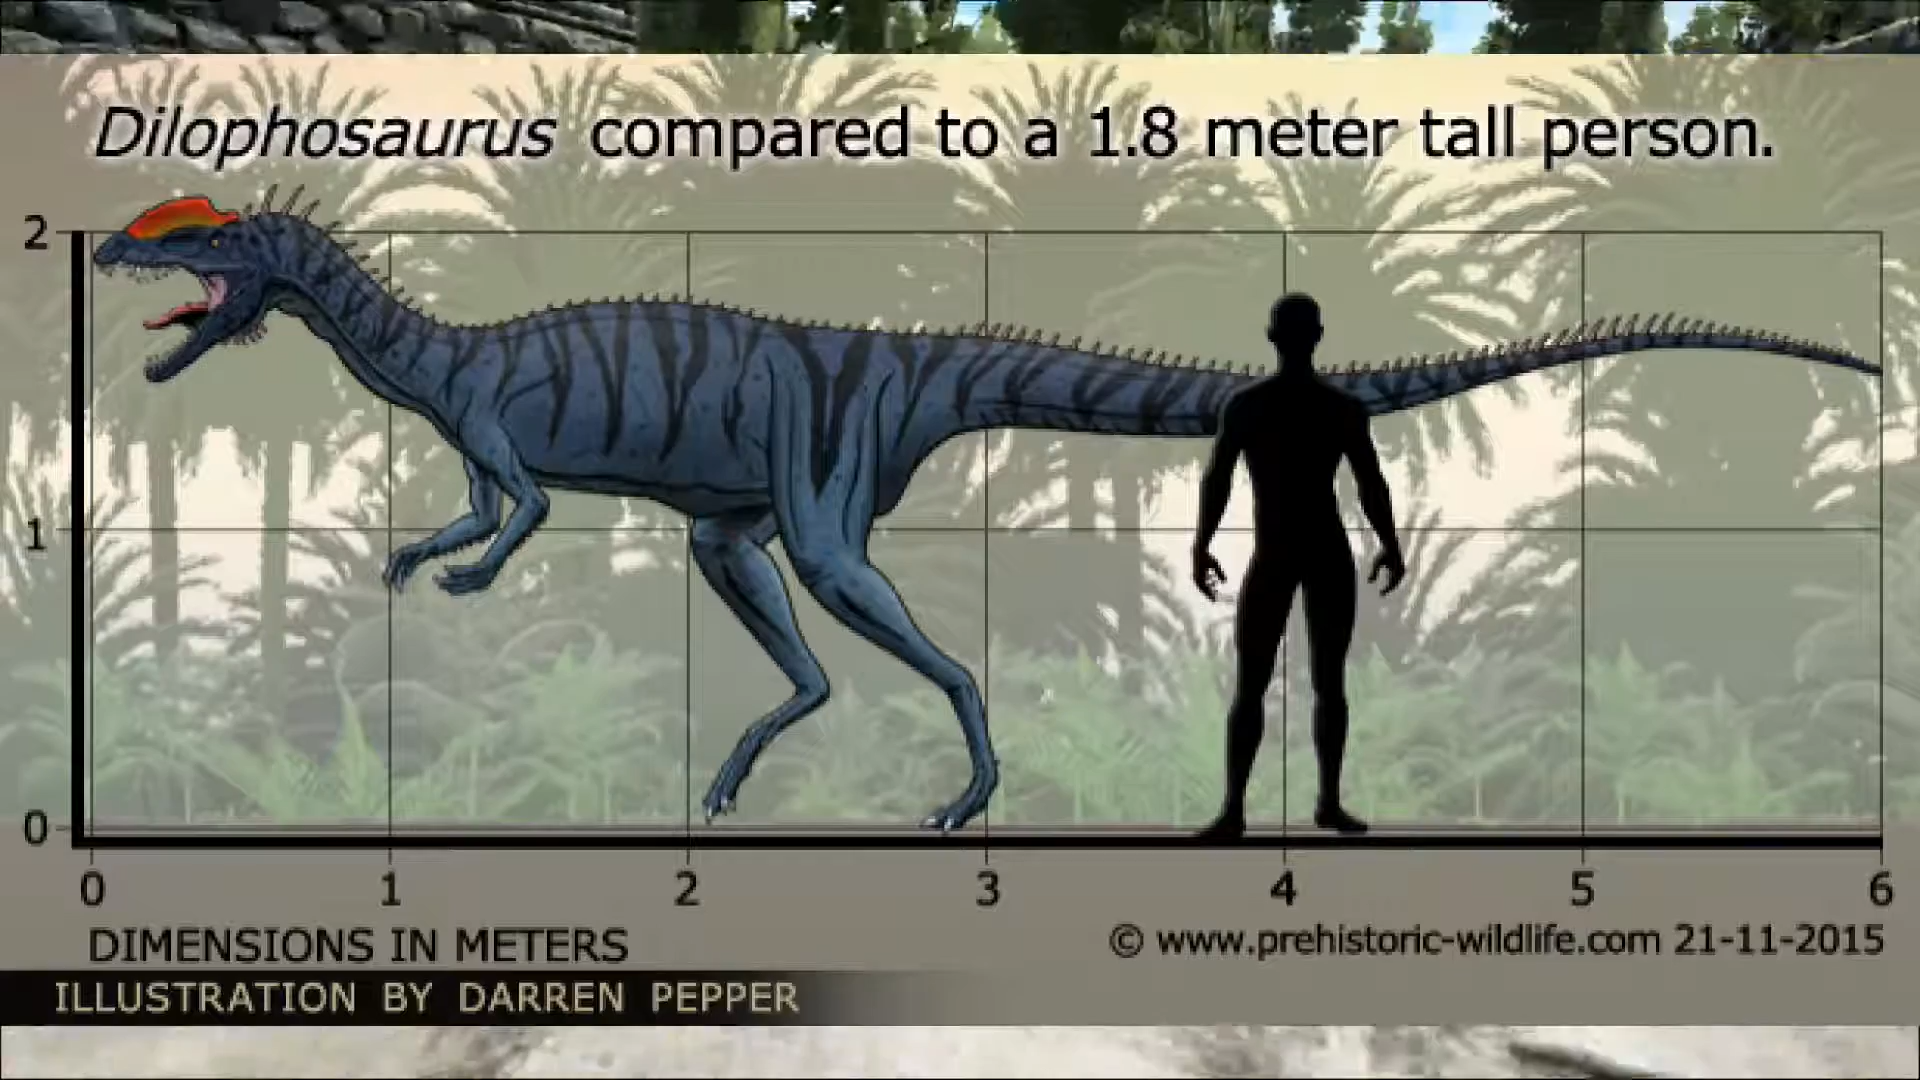 Dilophosaurus compared to a 1.8 meter tall person.
2
1
0
0 1 2 3 4 5 6
DIMENSIONS IN METERS
© www.prehistoric-wildlife.com 21-11-2015
ILLUSTRATION BY DARREN PEPPER